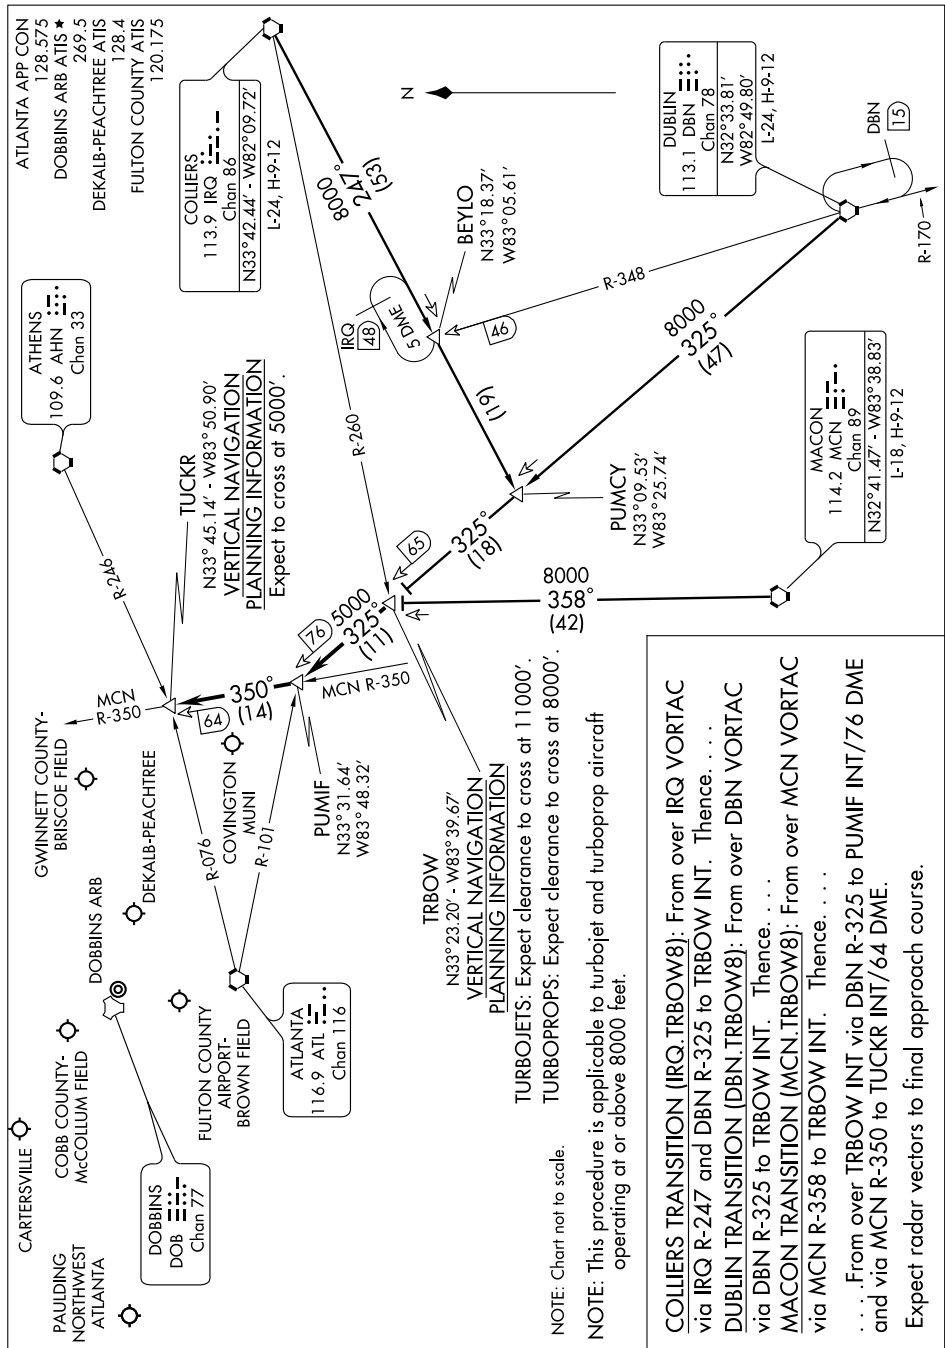 ATLANTA APP CON
128.575
DOBBINS ARB ATIS ★
269.5
DEKALB-PEACHTREE ATIS
128.4
FULTON COUNTY ATIS
120.175
CARTERSVILLE
PAULDING
NORTHWEST
ATLANTA
COBB COUNTY-
McCOLLUM FIELD
DOBBINS ARB
GWINNETT COUNTY-
BRISCOE FIELD
DEKALB-PEACHTREE
DOBBINS
DOB
Chan 77
FULTON COUNTY
AIRPORT-
BROWN FIELD
COVINGTON
MUNI
ATLANTA
116.9 ATL
Chan 116
R-076
R-101
MCN
R-350
64
350°
(14)
ATHENS
109.6 AHN
Chan 33
R-246
TUCKR
N33°45.14' - W83°50.90'
VERTICAL NAVIGATION
PLANNING INFORMATION
Expect to cross at 5000'.
COLLIERS
113.9 IRQ
Chan 86
N33°42.44' - W82°09.72'
L-24, H-9-12
8000
247°
(53)
R-260
IRQ
48
5 DME
BEYLO
N33°18.37'
W83°05.61'
46
R-348
(19)
N
PUMIF
N33°31.64'
W83°48.32'
76
5000
325°
(11)
MCN R-350
65
325°
(18)
PUMCY
N33°09.53'
W83°25.74'
8000
325°
(47)
DUBLIN
113.1 DBN
Chan 78
N32°33.81'
W82°49.80'
L-24, H-9-12
DBN
15
R-170
TRBOW
N33°23.20' - W83°39.67'
VERTICAL NAVIGATION
PLANNING INFORMATION
TURBOJETS: Expect clearance to cross at 11000'.
TURBOPROPS: Expect clearance to cross at 8000'.
8000
358°
(42)
MACON
114.2 MCN
Chan 89
N32°41.47' - W83°38.83'
L-18, H-9-12
NOTE: Chart not to scale.
NOTE: This procedure is applicable to turbojet and turboprop aircraft
operating at or above 8000 feet.
COLLIERS TRANSITION (IRQ.TRBOW8): From over IRQ VORTAC
via IRQ R-247 and DBN R-325 to TRBOW INT. Thence. . . .
DUBLIN TRANSITION (DBN.TRBOW8): From over DBN VORTAC
via DBN R-325 to TRBOW INT. Thence. . . .
MACON TRANSITION (MCN.TRBOW8): From over MCN VORTAC
via MCN R-358 to TRBOW INT. Thence. . . .
. . . .From over TRBOW INT via DBN R-325 to PUMIF INT/76 DME
and via MCN R-350 to TUCKR INT/64 DME.
Expect radar vectors to final approach course.